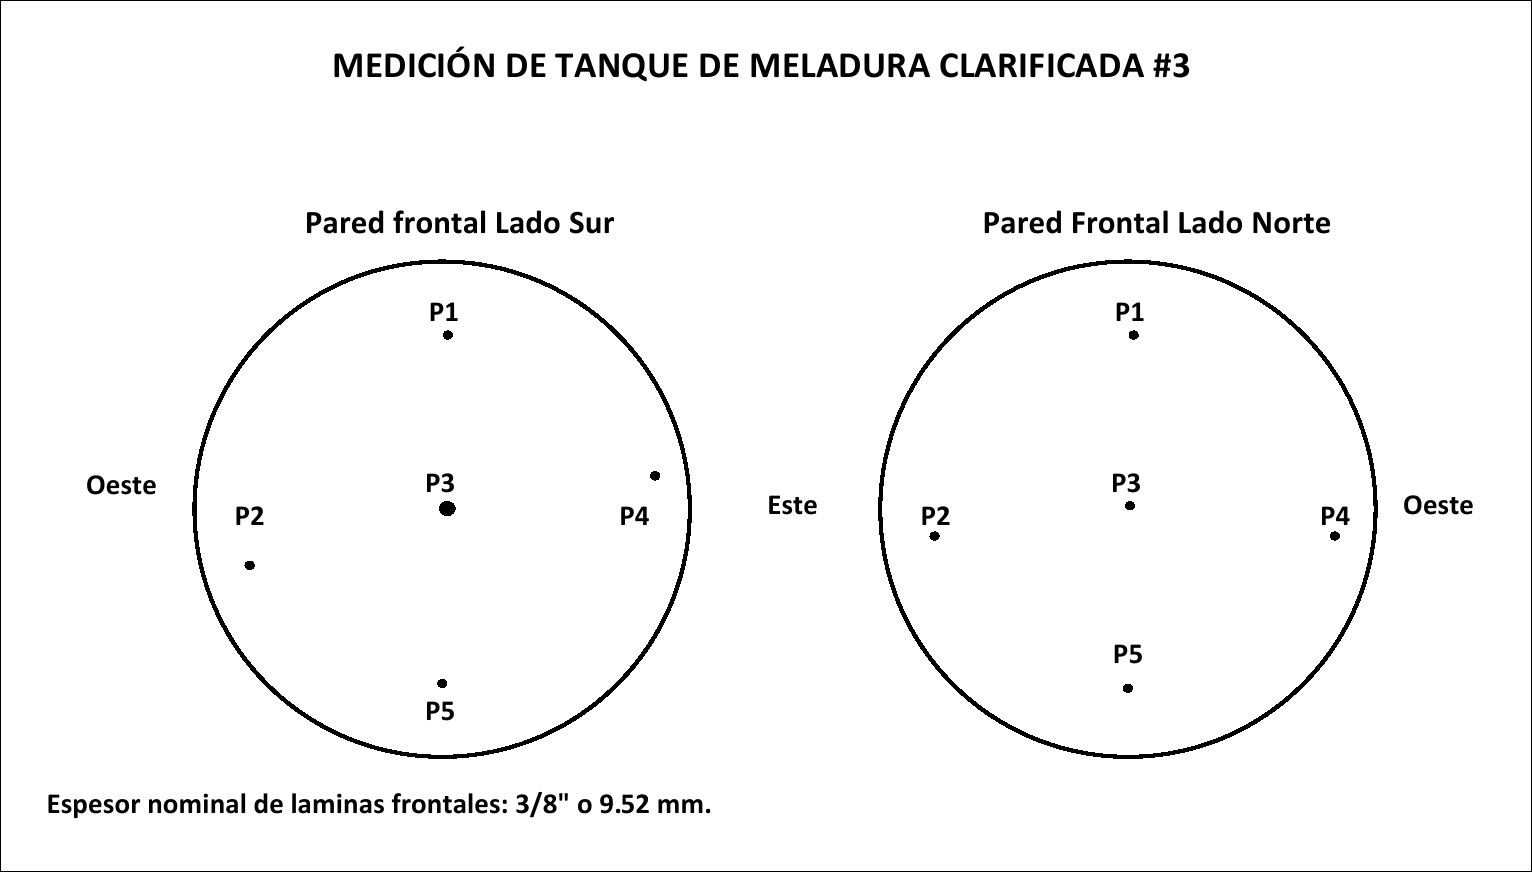 MEDICIÓN DE TANQUE DE MELADURA CLARIFICADA #3
Pared frontal Lado Sur
P1
Oeste
P2
P3
P4
P5
Pared Frontal Lado Norte
P1
Este
P2
P3
P4
Oeste
P5
Espesor nominal de laminas frontales: 3/8" o 9.52 mm.